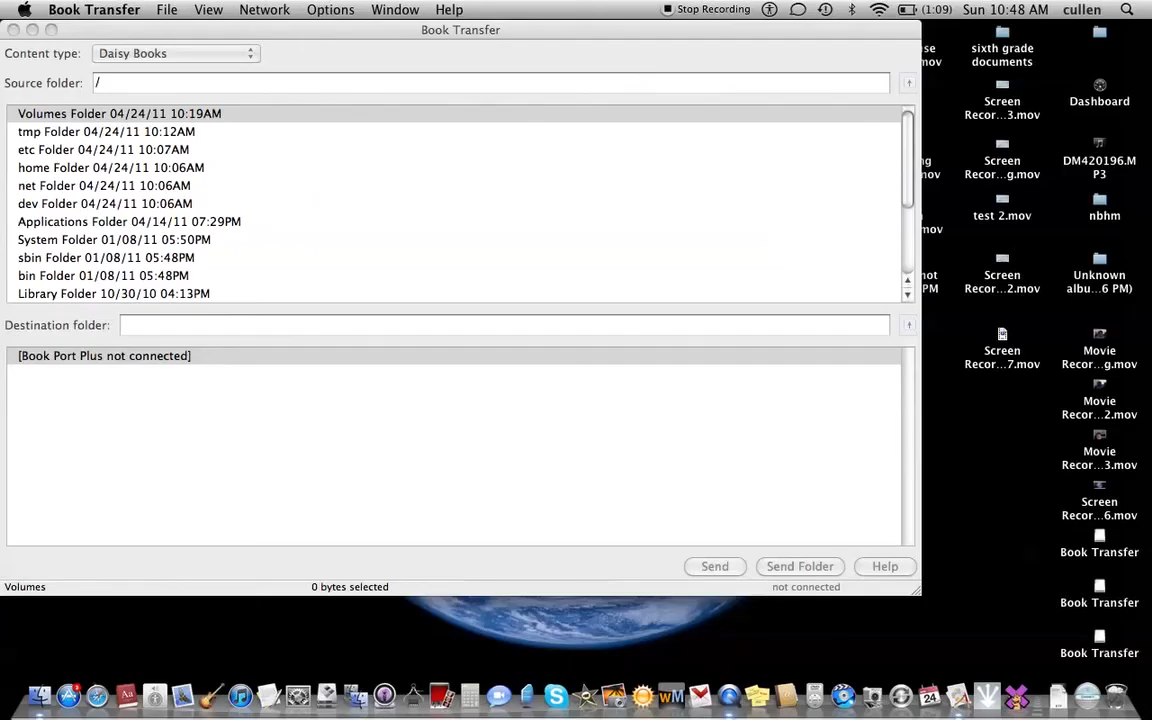 Book Transfer File View Network Options Window Help Stop Recording (1:09) Sun 10:48 AM cullen
Book Transfer
Content type: Daisy Books
Source folder: /
Volumes Folder 04/24/11 10:19AM
tmp Folder 04/24/11 10:12AM
etc Folder 04/24/11 10:07AM
home Folder 04/24/11 10:06AM
net Folder 04/24/11 10:06AM
dev Folder 04/24/11 10:06AM
Applications Folder 04/14/11 07:29PM
System Folder 01/08/11 05:50PM
sbin Folder 01/08/11 05:48PM
bin Folder 01/08/11 05:48PM
Library Folder 10/30/10 04:13PM
Destination folder:
[Book Port Plus not connected]
Send Send Folder Help
Volumes 0 bytes selected not connected
sixth grade
documents
Screen
Recor...3.mov
Screen
Recor...g.mov
test 2.mov
Screen
Recor...2.mov
Screen
Recor...7.mov
Dashboard
DM420196.M
P3
nbhm
Unknown
albu...6 PM)
Movie
Recor...g.mov
Movie
Recor...2.mov
Movie
Recor...3.mov
Screen
Recor...6.mov
Book Transfer
Book Transfer
Book Transfer